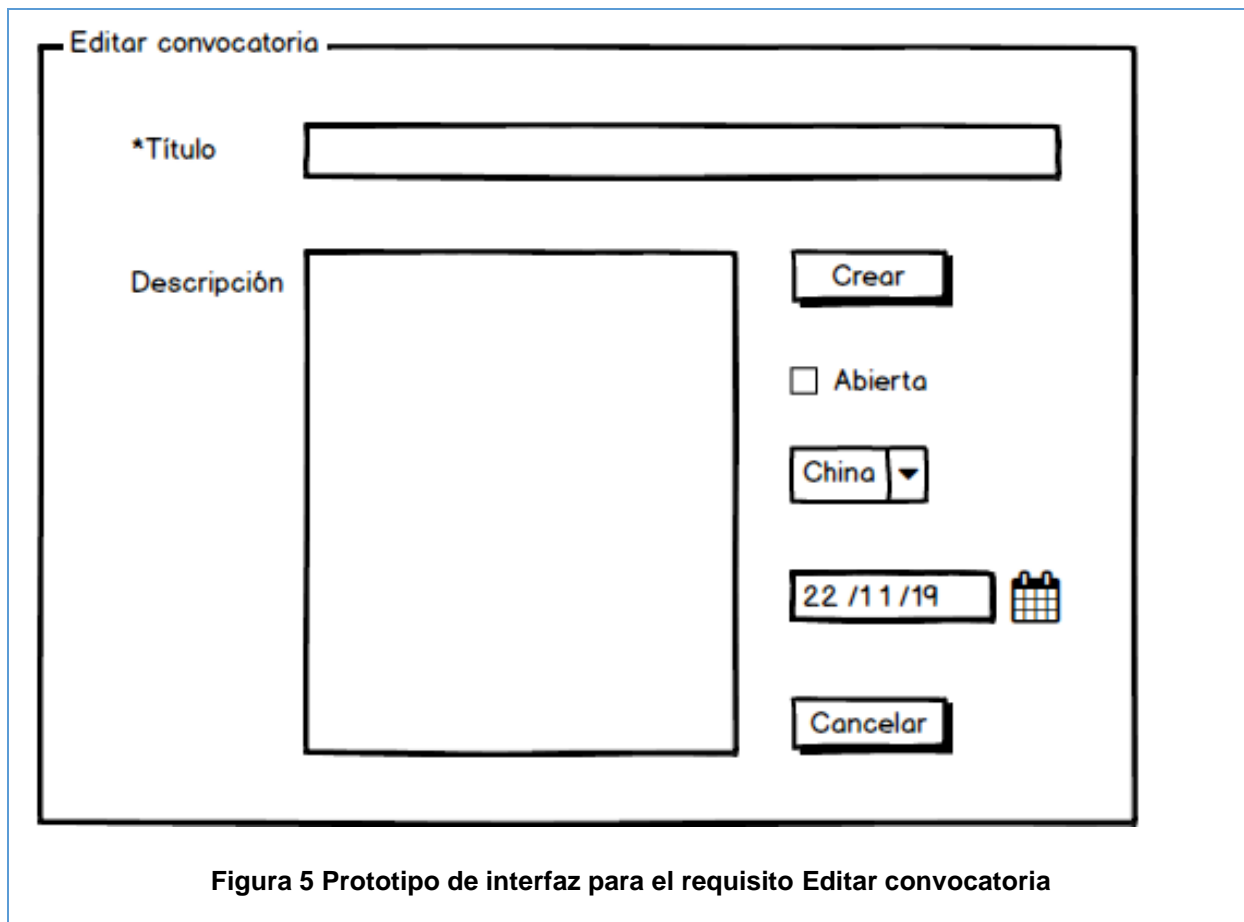 Editar convocatoria
*Título
Descripción
Crear
Abierta
China
22 /11 /19
Cancelar
Figura 5 Prototipo de interfaz para el requisito Editar convocatoria